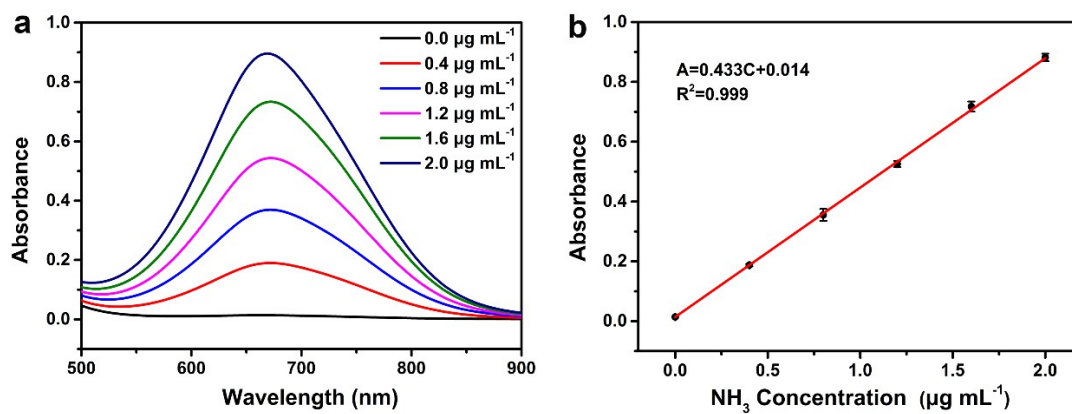 a
Absorbance
1.0
0.8
0.6
0.4
0.2
0.0
500
600
700
800
900
Wavelength (nm)
0.0 µg mL⁻¹
0.4 µg mL⁻¹
0.8 µg mL⁻¹
1.2 µg mL⁻¹
1.6 µg mL⁻¹
2.0 µg mL⁻¹
b
Absorbance
1.0
0.8
0.6
0.4
0.2
0.0
0.0
0.5
1.0
1.5
2.0
NH₃ Concentration (µg mL⁻¹)
A=0.433C+0.014
R²=0.999